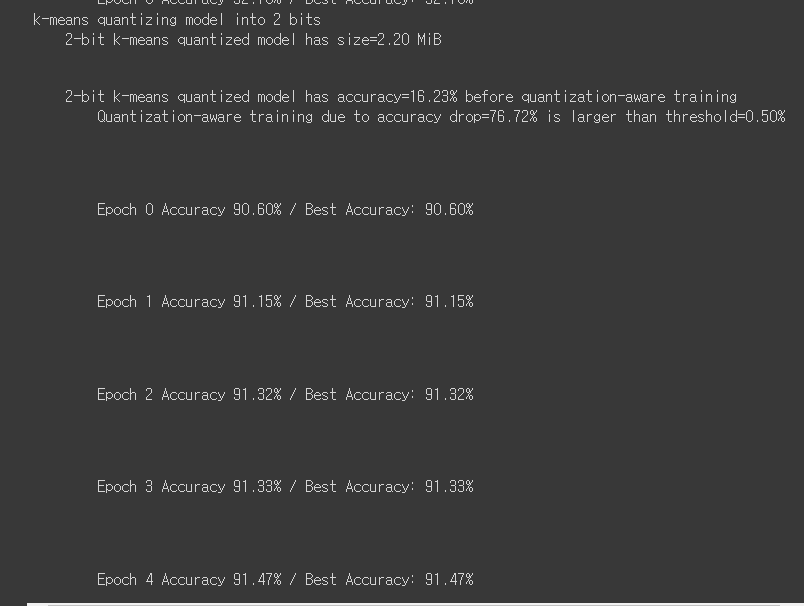 k-means quantizing model into 2 bits
2-bit k-means quantized model has size=2.20 MiB
2-bit k-means quantized model has accuracy=16.23% before quantization-aware training
Quantization-aware training due to accuracy drop=76.72% is larger than threshold=0.50%
Epoch 0 Accuracy 90.60% / Best Accuracy: 90.60%
Epoch 1 Accuracy 91.15% / Best Accuracy: 91.15%
Epoch 2 Accuracy 91.32% / Best Accuracy: 91.32%
Epoch 3 Accuracy 91.33% / Best Accuracy: 91.33%
Epoch 4 Accuracy 91.47% / Best Accuracy: 91.47%